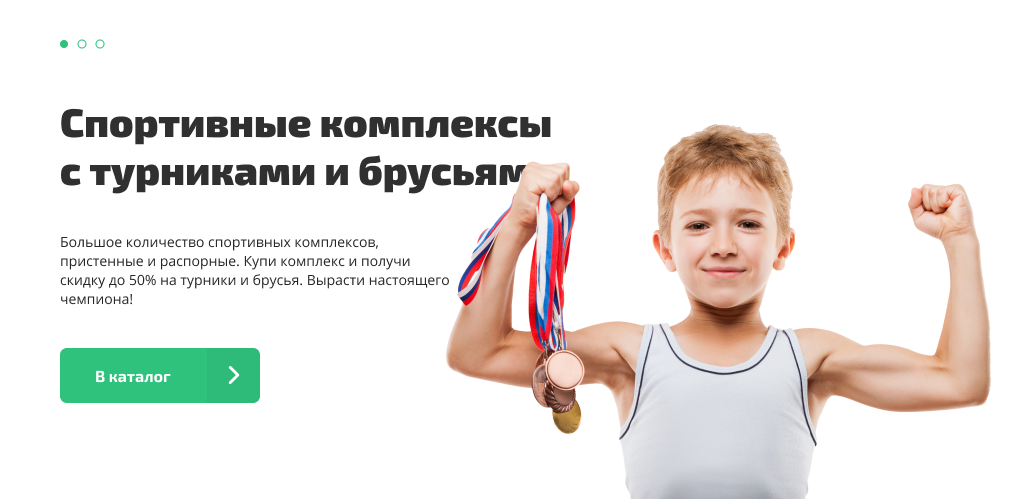 Спортивные комплексы
с турниками и брусьям
Большое количество спортивных комплексов,
пристенные и распорные. Купи комплекс и получи
скидку до 50% на турники и брусья. Вырасти настоящего
чемпиона!
В каталог